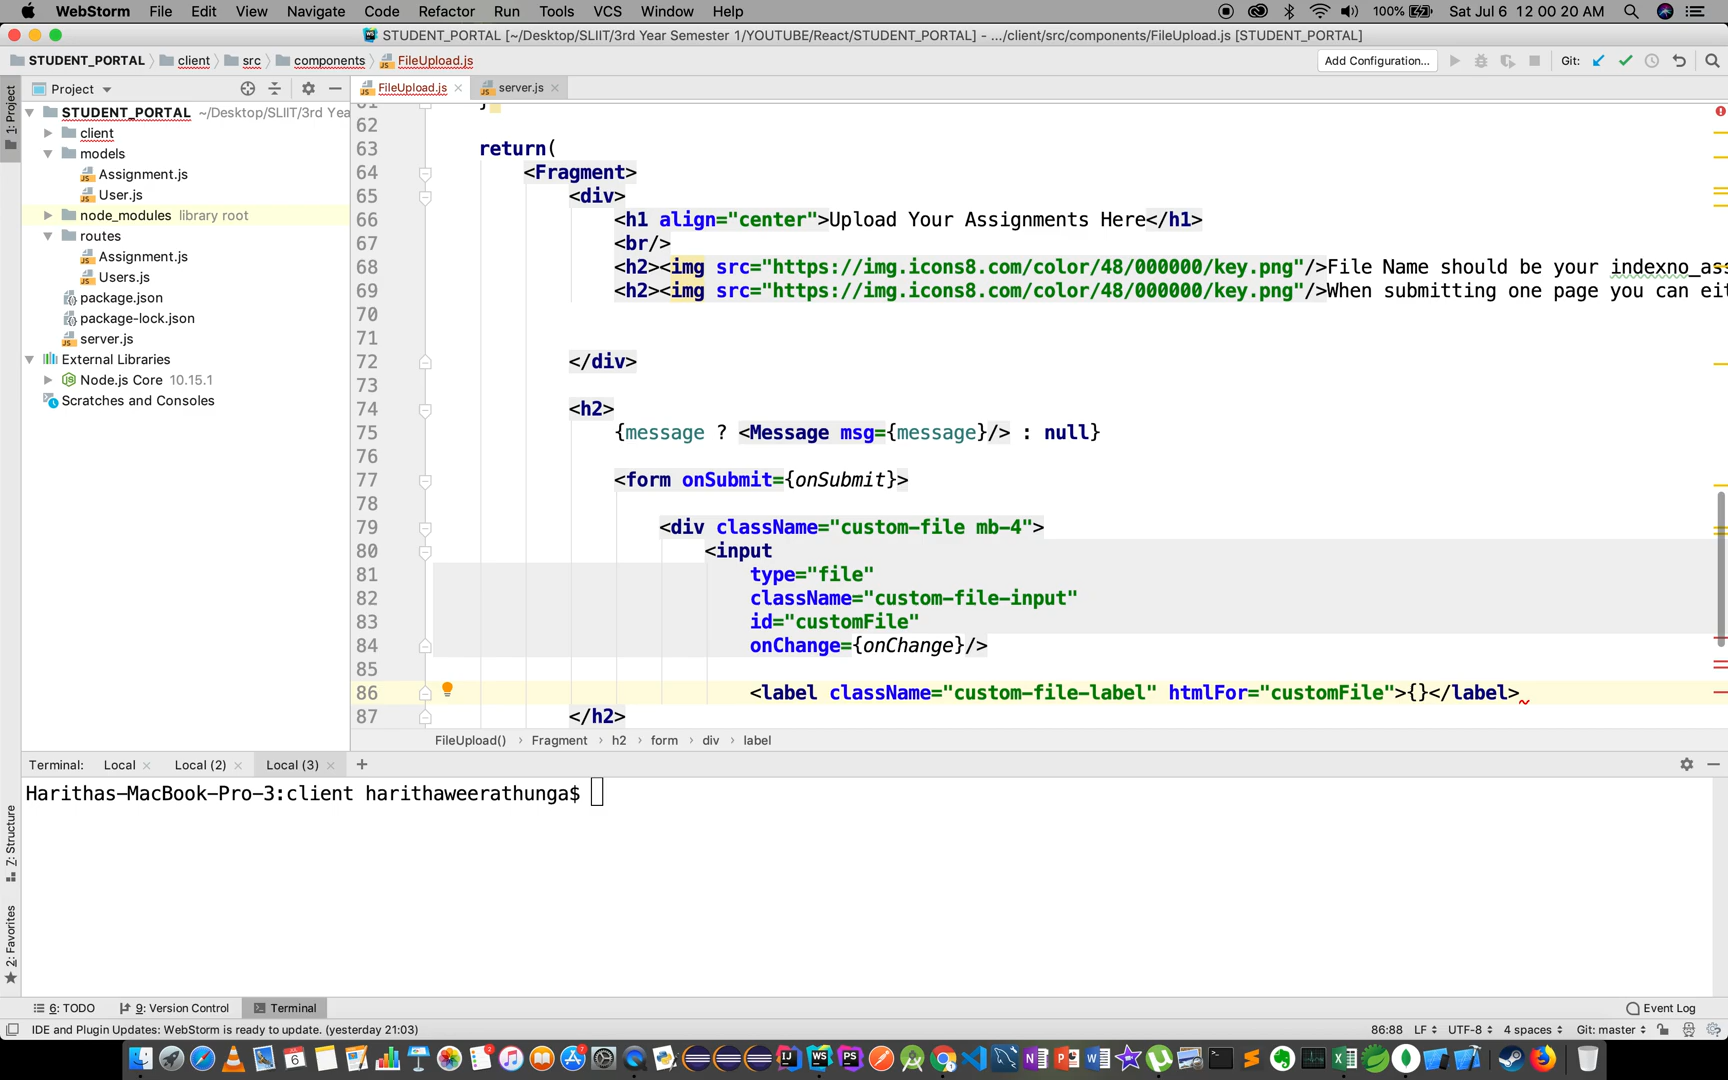 WebStorm File Edit View Navigate Code Refactor Run Tools VCS Window Help 100% Sat Jul 6 12 00 20 AM
STUDENT_PORTAL [~/Desktop/SLIIT/3rd Year Semester 1/YOUTUBE/React/STUDENT_PORTAL] - .../client/src/components/FileUpload.js [STUDENT_PORTAL]
STUDENT_PORTAL client src components FileUpload.js Add Configuration... Git:
1: Project
Project
FileUpload.js server.js
STUDENT_PORTAL ~/Desktop/SLIIT/3rd Yea
client
models
Assignment.js
User.js
node_modules library root
routes
Assignment.js
Users.js
package.json
package-lock.json
server.js
External Libraries
Node.js Core 10.15.1
Scratches and Consoles
61 }
62
63 return(
64 <Fragment>
65 <div>
66 <h1 align="center">Upload Your Assignments Here</h1>
67 <br/>
68 <h2><img src="https://img.icons8.com/color/48/000000/key.png"/>File Name should be your indexno_as
69 <h2><img src="https://img.icons8.com/color/48/000000/key.png"/>When submitting one page you can eit
70
71
72 </div>
73
74 <h2>
75 {message ? <Message msg={message}/> : null}
76
77 <form onSubmit={onSubmit}>
78
79 <div className="custom-file mb-4">
80 <input
81 type="file"
82 className="custom-file-input"
83 id="customFile"
84 onChange={onChange}/>
85
86 <label className="custom-file-label" htmlFor="customFile">{}</label>
87 </h2>
FileUpload() › Fragment › h2 › form › div › label
Terminal: Local Local (2) Local (3) +
Harithas-MacBook-Pro-3:client harithaweerathunga$
Z: Structure
2: Favorites
6: TODO 9: Version Control Terminal Event Log
IDE and Plugin Updates: WebStorm is ready to update. (yesterday 21:03) 86:88 LF UTF-8 4 spaces Git: master